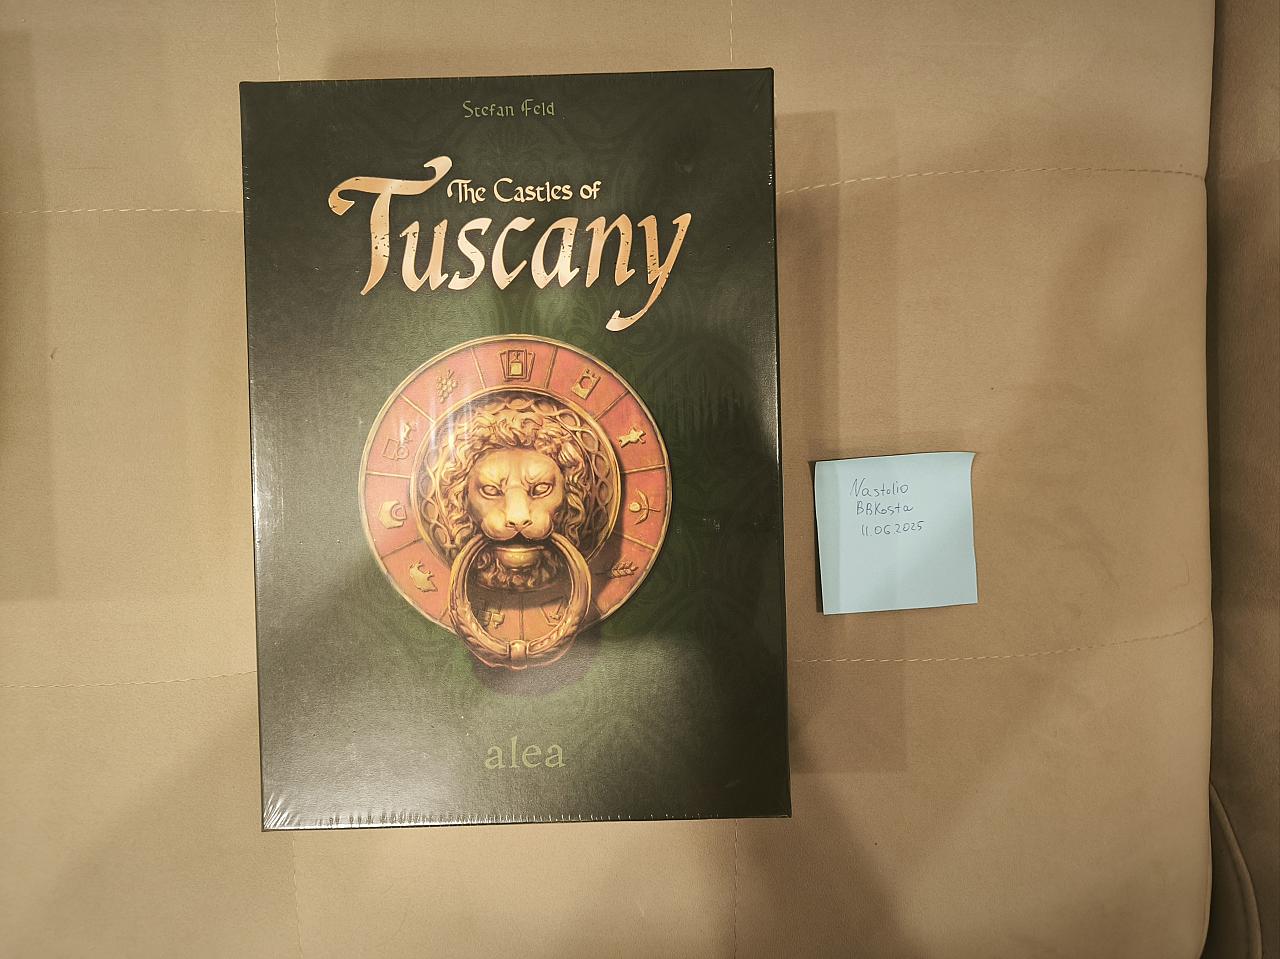 Stefan Feld
The Castles of
Tuscany
alea
Nastolio
BBKosta
11.06.2025